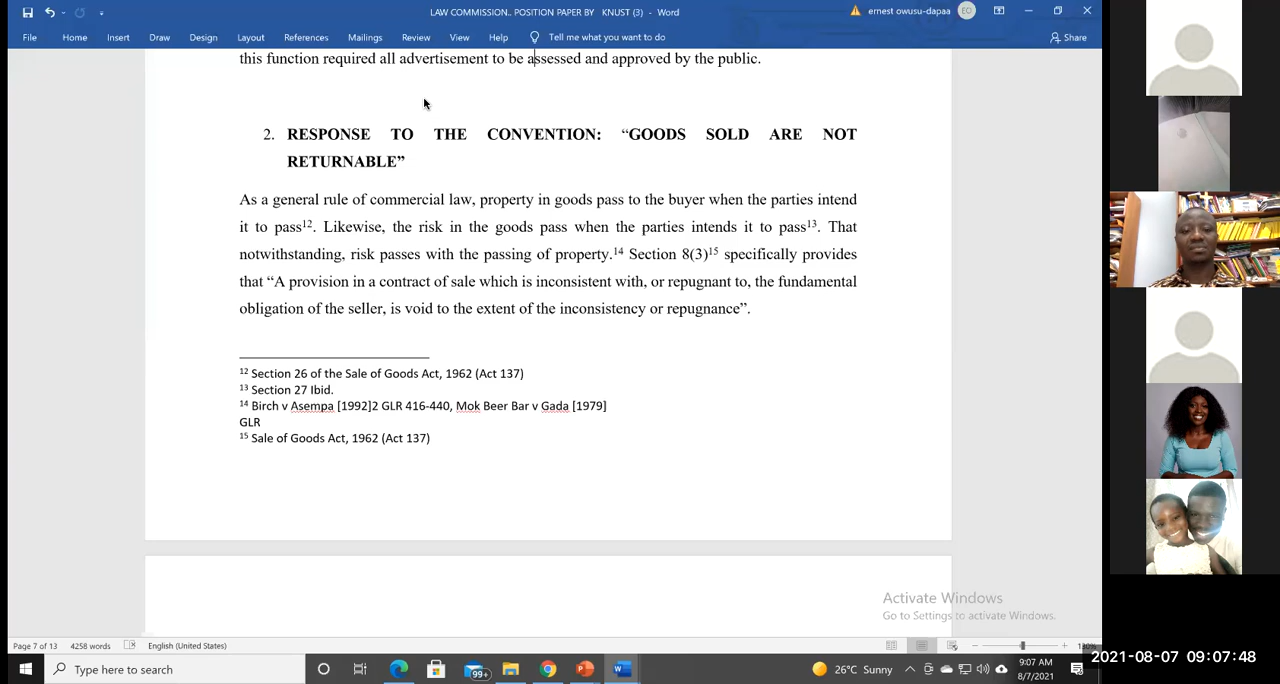 LAW COMMISSION.. POSITION PAPER BY KNUST (3) - Word
ernest owusu-dapaa
EO
File Home Insert Draw Design Layout References Mailings Review View Help Tell me what you want to do
Share
this function required all advertisement to be assessed and approved by the public.
2. RESPONSE TO THE CONVENTION: “GOODS SOLD ARE NOT
RETURNABLE”
As a general rule of commercial law, property in goods pass to the buyer when the parties intend
it to pass12. Likewise, the risk in the goods pass when the parties intends it to pass13. That
notwithstanding, risk passes with the passing of property.14 Section 8(3)15 specifically provides
that “A provision in a contract of sale which is inconsistent with, or repugnant to, the fundamental
obligation of the seller, is void to the extent of the inconsistency or repugnance”.
12 Section 26 of the Sale of Goods Act, 1962 (Act 137)
13 Section 27 Ibid.
14 Birch v Asempa [1992]2 GLR 416-440, Mok Beer Bar v Gada [1979]
GLR
15 Sale of Goods Act, 1962 (Act 137)
Activate Windows
Go to Settings to activate Windows.
Page 7 of 13 4258 words English (United States)
130%
Type here to search
99+
26°C Sunny
9:07 AM
8/7/2021
2021-08-07 09:07:48